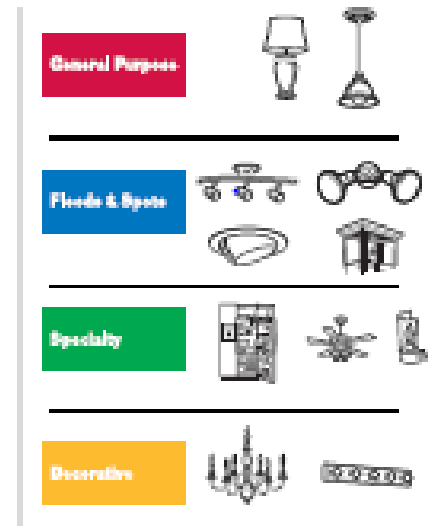 General Purpose
Floods & Spots
Specialty
Decorative